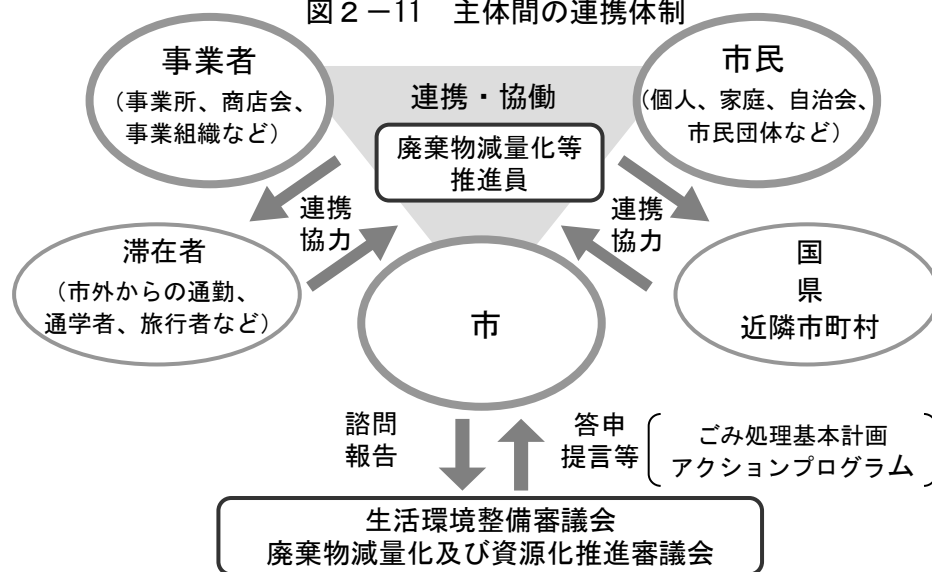 図2－11　主体間の連携体制
事業者
（事業所、商店会、
事業組織など）
連携・協働
廃棄物減量化等
推進員
市民
（個人、家庭、自治会、
市民団体など）
連携
協力
連携
協力
滞在者
（市外からの通勤、
通学者、旅行者など）
市
国
県
近隣市町村
諮問
報告
答申
提言等
ごみ処理基本計画
アクションプログラム
生活環境整備審議会
廃棄物減量化及び資源化推進審議会